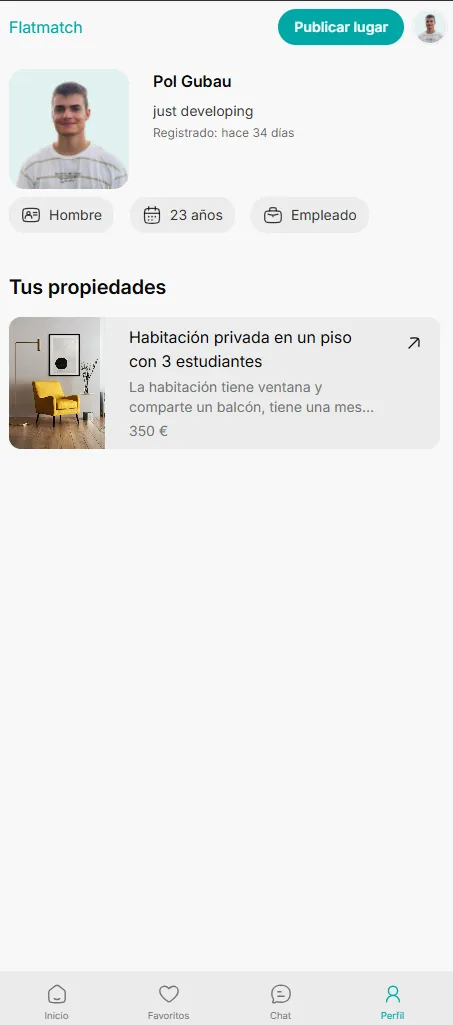 Flatmatch
Publicar lugar
Pol Gubau
just developing
Registrado: hace 34 días
Hombre
23 años
Empleado
Tus propiedades
Habitación privada en un piso
con 3 estudiantes
La habitación tiene ventana y
comparte un balcón, tiene una mes...
350 €
Inicio
Favoritos
Chat
Perfil